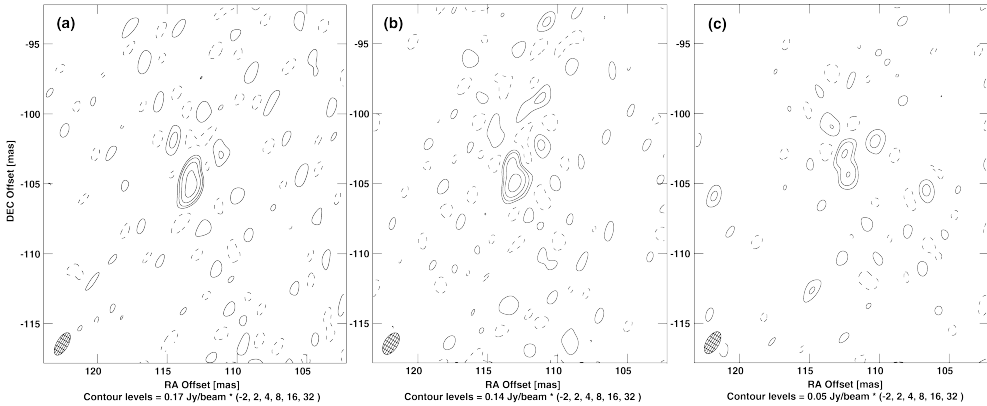 (a) (b) (c)
-95 -95 -95
-100 -100 -100
-105 -105 -105
-110 -110 -110
-115 -115 -115
DEC Offset [mas]
120 115 110 105 120 115 110 105 120 115 110 105
RA Offset [mas] RA Offset [mas] RA Offset [mas]
Contour levels = 0.17 Jy/beam * (-2, 2, 4, 8, 16, 32 ) Contour levels = 0.14 Jy/beam * (-2, 2, 4, 8, 16, 32 ) Contour levels = 0.05 Jy/beam * (-2, 2, 4, 8, 16, 32 )